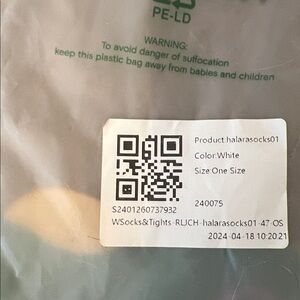 PE-LD
WARNING:
To avoid danger of suffocation
keep this plastic bag away from babies and children
Product:halarasocks01
Color:White
Size:One Size
S2401260737932
240075
WSocks&Tights-RLJCH-halarasocks01-47-OS
2024-04-18 10:20:21